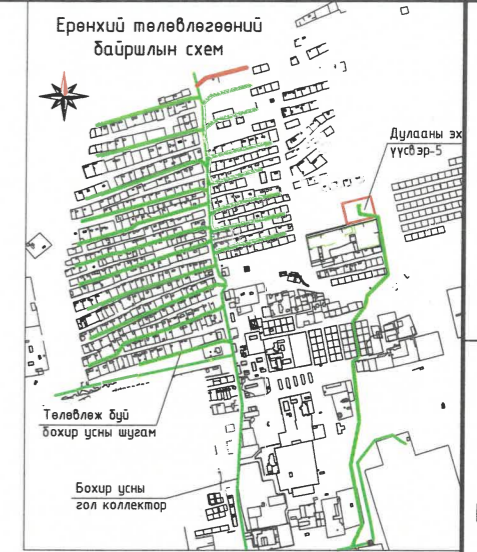 Ерөнхий төлөвлөгөөний
байршлын схем
Дулааны эх
үүсвэр-5
Төлөвлөж буй
бохир усны шугам
Бохир усны
гол коллектор